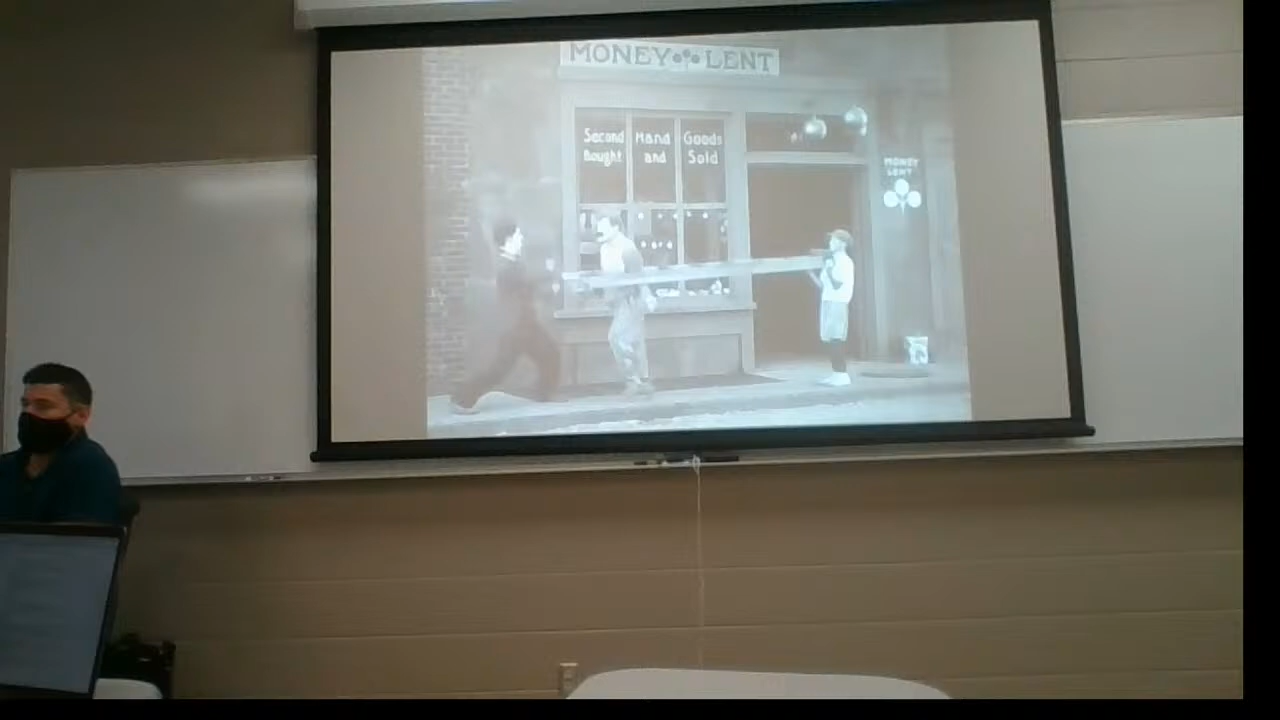 MONEY LENT
Second Hand Goods
Bought and Sold
MONEY
LENT